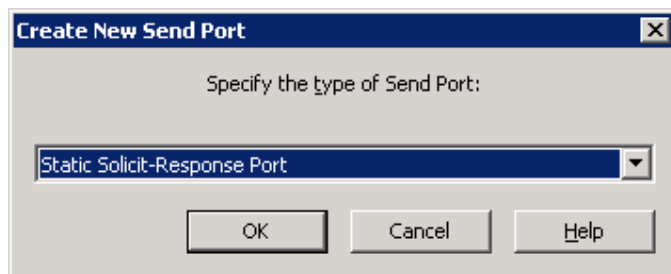 Create New Send Port
Specify the type of Send Port:
Static Solicit-Response Port
OK Cancel Help